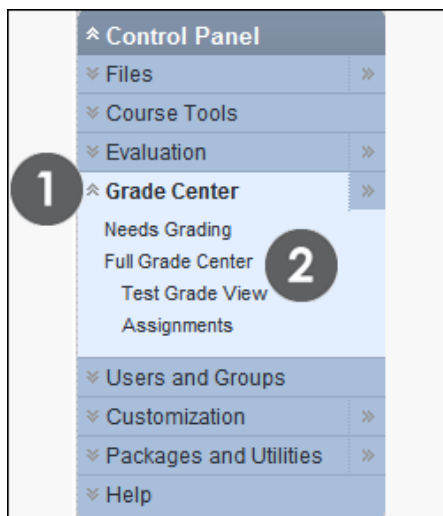 Control Panel
Files
Course Tools
Evaluation
1 Grade Center
Needs Grading
Full Grade Center 2
Test Grade View
Assignments
Users and Groups
Customization
Packages and Utilities
Help